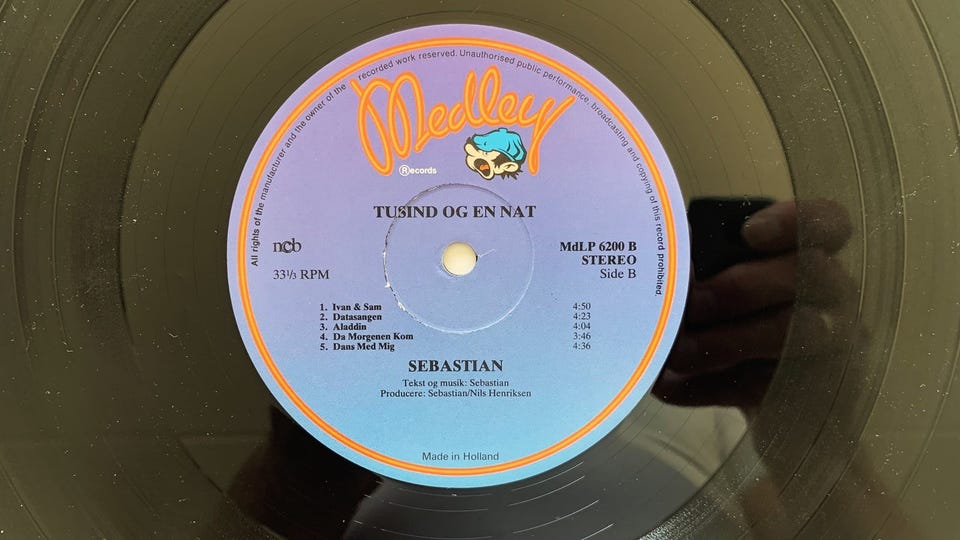 All rights of the manufacturer and the owner of the recorded work reserved. Unauthorised public performance, broadcasting and copying of this record prohibited.
Medley
Records
TUSIND OG EN NAT
ncb
MdLP 6200 B
STEREO
33 1/3 RPM
Side B
1. Ivan & Sam 4:50
2. Datasangen 4:23
3. Aladdin 4:04
4. Da Morgenen Kom 3:46
5. Dans Med Mig 4:36
SEBASTIAN
Tekst og musik: Sebastian
Producere: Sebastian/Nils Henriksen
Made in Holland